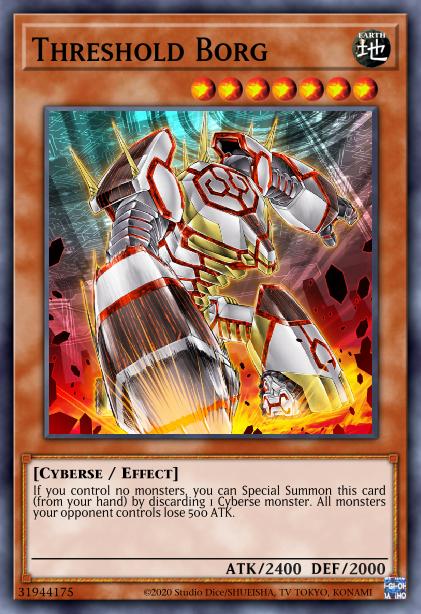 THRESHOLD BORG
EARTH
地
[CYBERSE / EFFECT]
If you control no monsters, you can Special Summon this card
(from your hand) by discarding 1 Cyberse monster. All monsters
your opponent controls lose 500 ATK.
ATK/2400 DEF/2000
31944175
©2020 Studio Dice/SHUEISHA, TV TOKYO, KONAMI